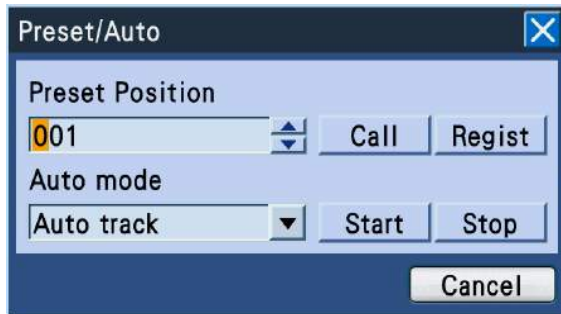 Preset/Auto
Preset Position
001 Call Regist
Auto mode
Auto track Start Stop
Cancel